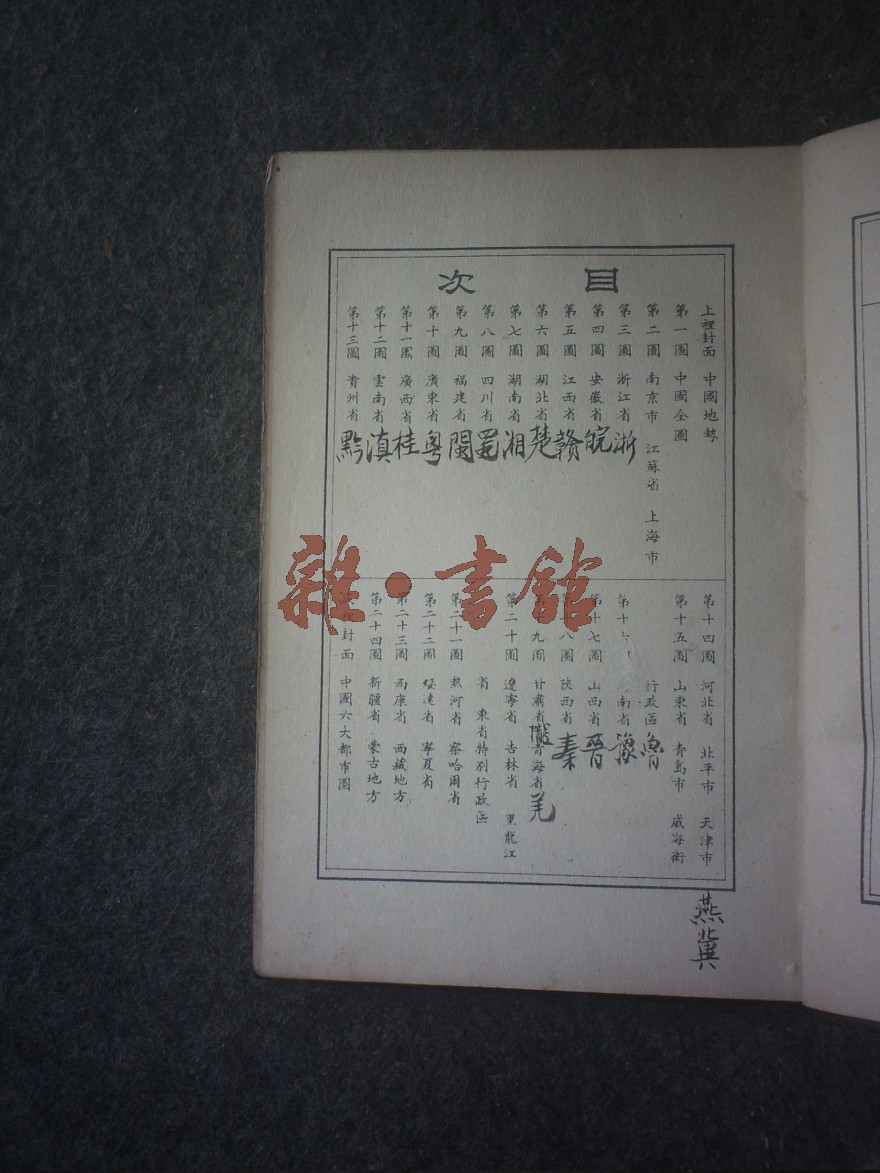 目次
上裡封面 中國地勢
第一圖 中國全圖
第二圖 南京市 江蘇省 上海市
第三圖 浙江省 浙
第四圖 安徽省 皖
第五圖 江西省 贛
第六圖 湖北省 楚
第七圖 湖南省 湘
第八圖 四川省 蜀
第九圖 福建省 閩
第十圖 廣東省 粵
第十一圖 廣西省 桂
第十二圖 雲南省 滇
第十三圖 貴州省 黔
第十四圖 河北省 北平市 天津市 燕冀
第十五圖 山東省 青島市 威海衛
行政區 魯
第十 南省 豫
第十七圖 山西省 晉
十八圖 陝西省 秦
九圖 甘肅省 隴 青海省 羌
第二十圖 遼寧省 吉林省 黑龍江
省 東省特別行政區
第二十一圖 熱河省 察哈爾省
第二十二圖 綏遠省 寧夏省
第二十三圖 西康省 西藏地方
第二十四圖 新疆省 蒙古地方
裡封面 中國六大都市圖
雜·書館